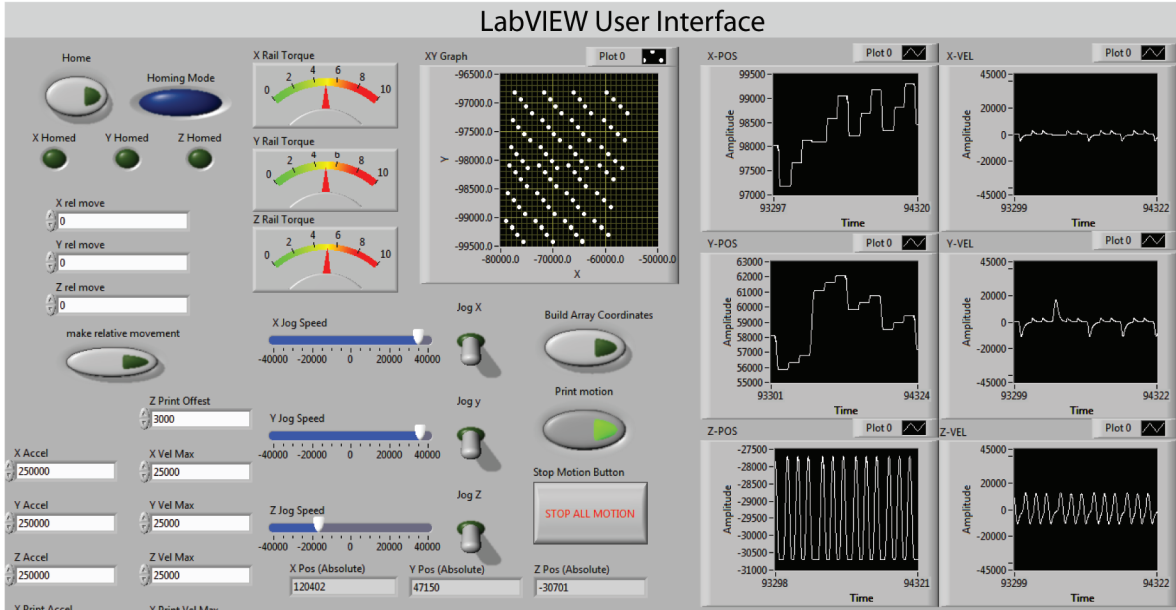 LabVIEW User Interface
Home
Homing Mode
X Homed Y Homed Z Homed
X rel move
0
Y rel move
0
Z rel move
0
make relative movement
Z Print Offest
3000
X Accel X Vel Max
250000 25000
Y Accel Y Vel Max
250000 25000
Z Accel Z Vel Max
250000 25000
X Print Accel X Print Vel Max
X Rail Torque
0 2 4 6 8 10
Y Rail Torque
0 2 4 6 8 10
Z Rail Torque
0 2 4 6 8 10
XY Graph Plot 0
Y
-96500.0
-97000.0
-97500.0
-98000.0
-98500.0
-99000.0
-99500.0
-80000.0 -70000.0 -60000.0 -50000.0
X
X Jog Speed
-40000 -20000 0 20000 40000
Jog X
Y Jog Speed
-40000 -20000 0 20000 40000
Jog y
Z Jog Speed
-40000 -20000 0 20000 40000
Jog Z
Build Array Coordinates
Print motion
Stop Motion Button
STOP ALL MOTION
X Pos (Absolute) Y Pos (Absolute) Z Pos (Absolute)
120402 47150 -30701
X-POS Plot 0
Amplitude
99500
99000
98500
98000
97500
97000
93297 94320
Time
X-VEL Plot 0
Amplitude
45000
20000
0
-20000
-45000
93299 94322
Time
Y-POS Plot 0
Amplitude
63000
62000
61000
60000
59000
58000
57000
56000
55000
93301 94324
Time
Y-VEL Plot 0
Amplitude
45000
20000
0
-20000
-45000
93299 94322
Time
Z-POS Plot 0
Amplitude
-27500
-28000
-28500
-29000
-29500
-30000
-30500
-31000
93298 94321
Time
Z-VEL Plot 0
Amplitude
45000
20000
0
-20000
-45000
93299 94322
Time